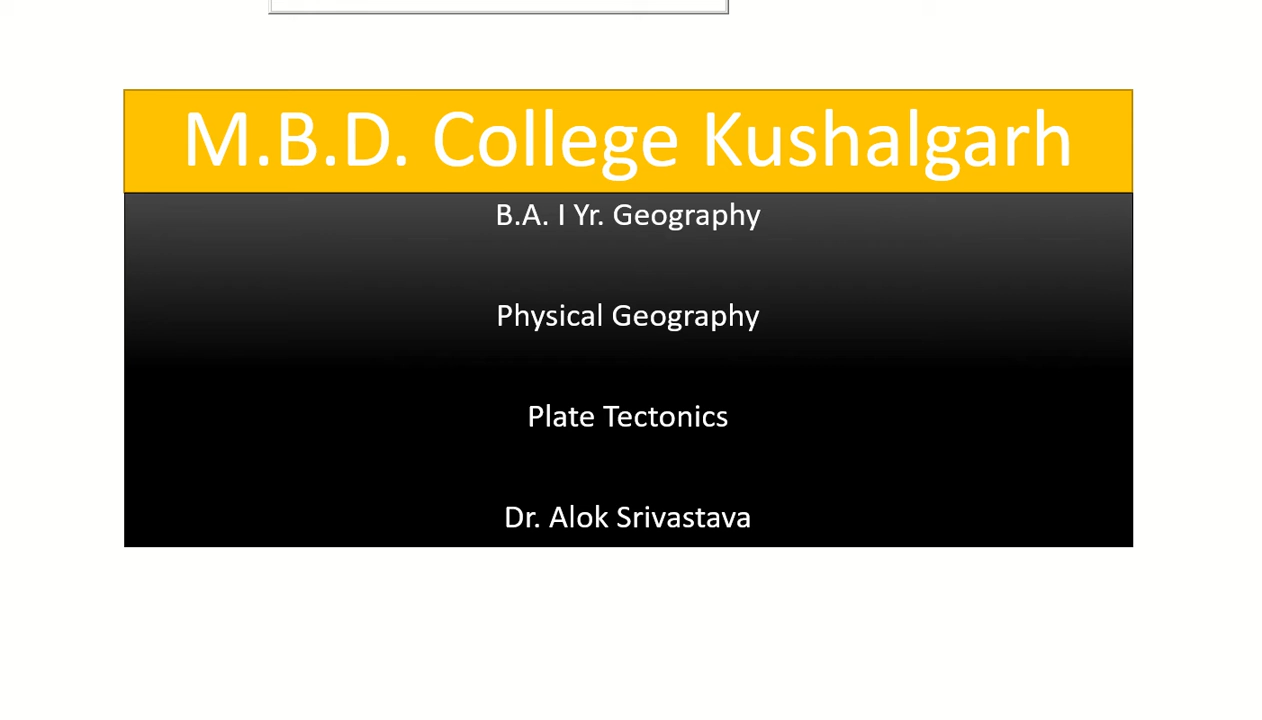 M.B.D. College Kushalgarh
B.A. I Yr. Geography
Physical Geography
Plate Tectonics
Dr. Alok Srivastava